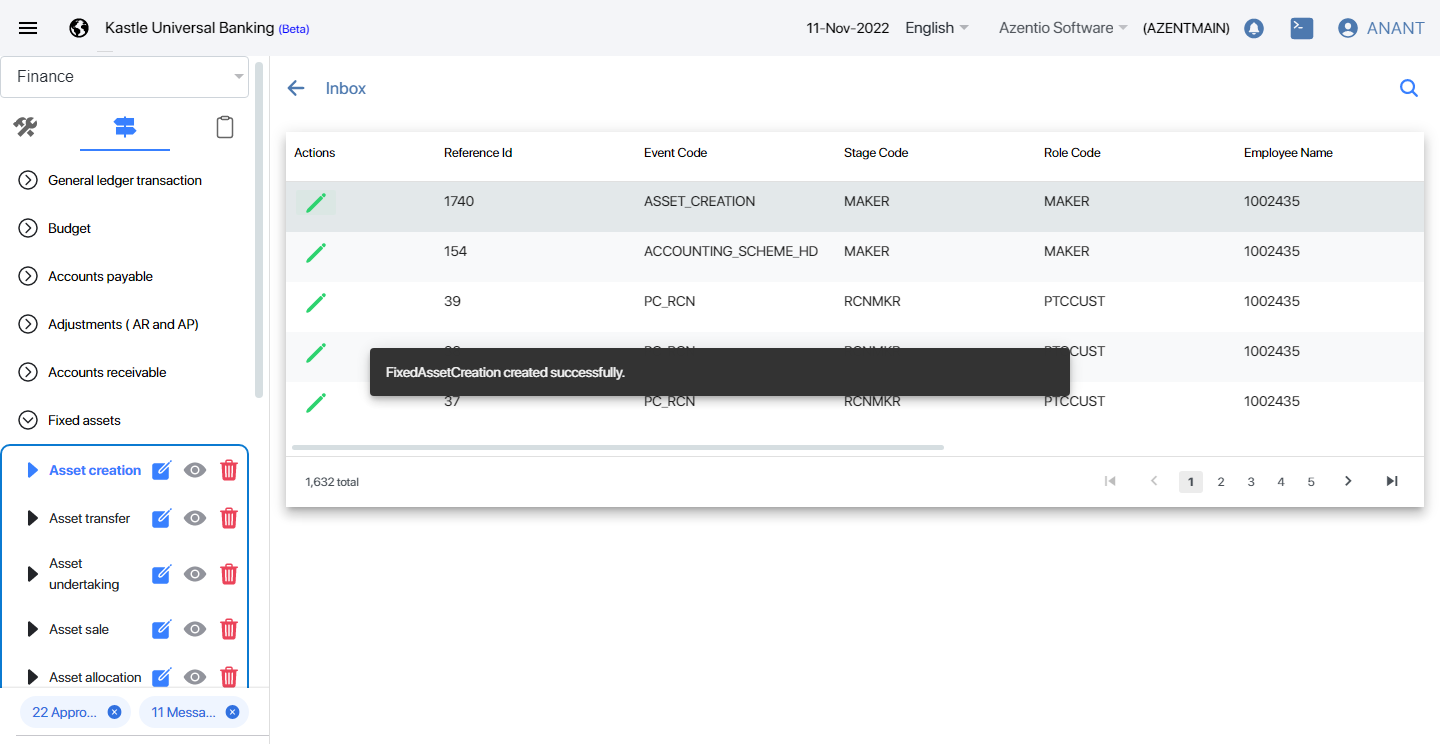 Kastle Universal Banking (Beta)
11-Nov-2022 English Azentio Software (AZENTMAIN) ANANT
Finance
General ledger transaction
Budget
Accounts payable
Adjustments ( AR and AP)
Accounts receivable
Fixed assets
Asset creation
Asset transfer
Asset
undertaking
Asset sale
Asset allocation
22 Appro... 11 Messa...
Inbox
Actions Reference Id Event Code Stage Code Role Code Employee Name
1740 ASSET_CREATION MAKER MAKER 1002435
154 ACCOUNTING_SCHEME_HD MAKER MAKER 1002435
39 PC_RCN RCNMKR PTCCUST 1002435
PC_RCN RCNMKR PTCCUST 1002435
FixedAssetCreation created successfully.
37 PC_RCN RCNMKR PTCCUST 1002435
1,632 total 1 2 3 4 5